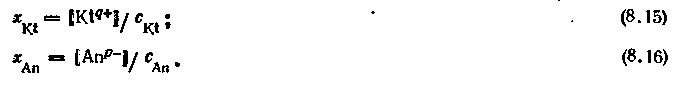 x_Kt = [Kt^q+]/ c_Kt; (8.15)
x_An = [An^p−]/ c_An. (8.16)